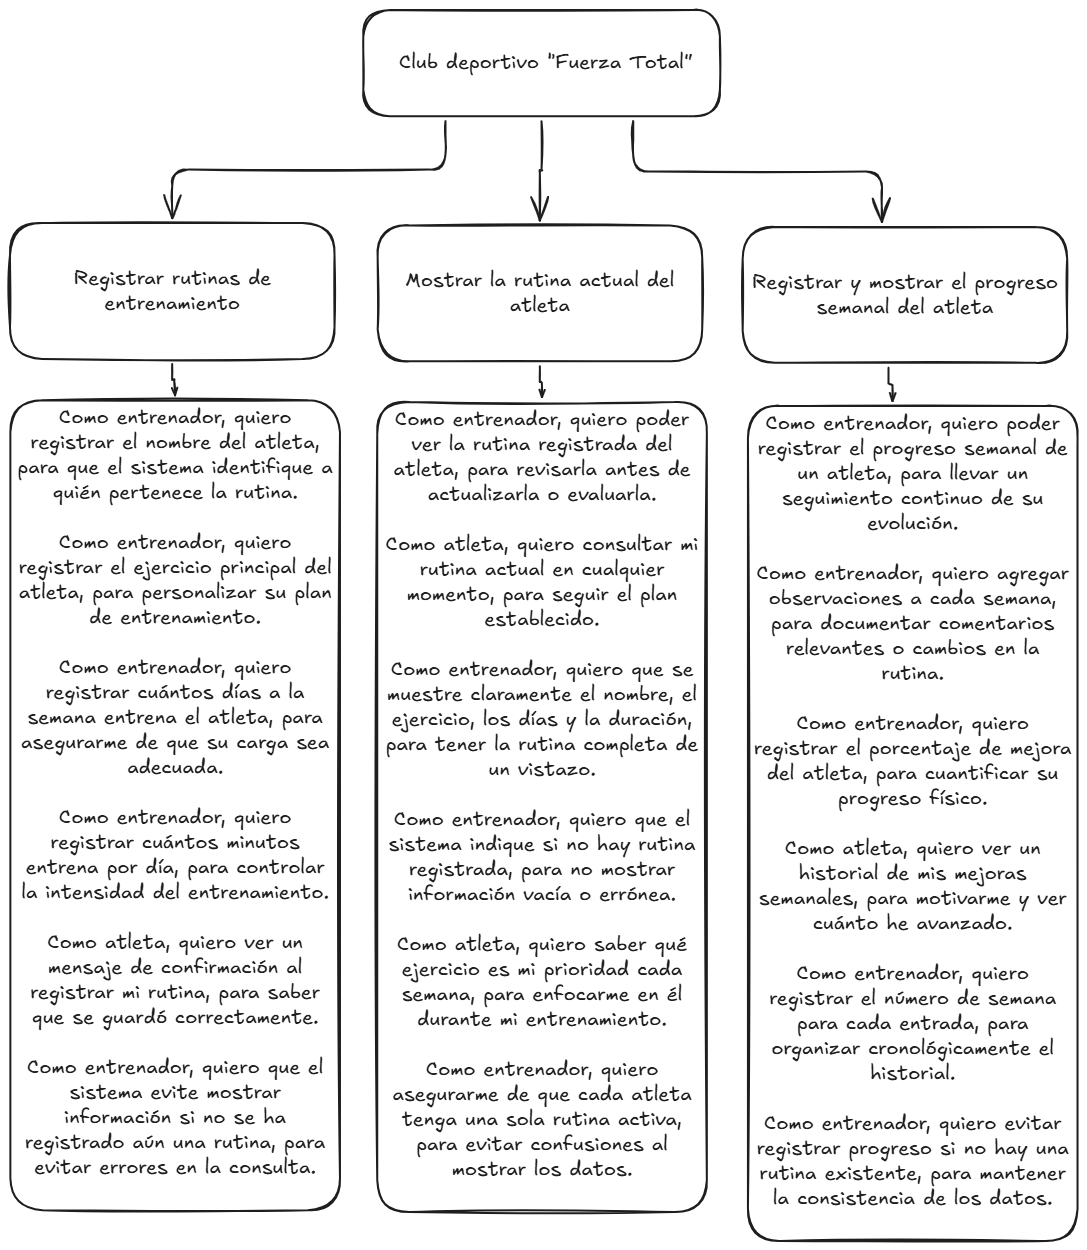 Club deportivo "Fuerza Total"
Registrar rutinas de
entrenamiento
Mostrar la rutina actual del
atleta
Registrar y mostrar el progreso
semanal del atleta
Como entrenador, quiero
registrar el nombre del atleta,
para que el sistema identifique a
quién pertenece la rutina.
Como entrenador, quiero
registrar el ejercicio principal del
atleta, para personalizar su plan
de entrenamiento.
Como entrenador, quiero
registrar cuántos días a la
semana entrena el atleta, para
asegurarme de que su carga sea
adecuada.
Como entrenador, quiero
registrar cuántos minutos
entrena por día, para controlar
la intensidad del entrenamiento.
Como atleta, quiero ver un
mensaje de confirmación al
registrar mi rutina, para saber
que se guardó correctamente.
Como entrenador, quiero que el
sistema evite mostrar
información si no se ha
registrado aún una rutina, para
evitar errores en la consulta.
Como entrenador, quiero poder
ver la rutina registrada del
atleta, para revisarla antes de
actualizarla o evaluarla.
Como atleta, quiero consultar mi
rutina actual en cualquier
momento, para seguir el plan
establecido.
Como entrenador, quiero que se
muestre claramente el nombre, el
ejercicio, los días y la duración,
para tener la rutina completa de
un vistazo.
Como entrenador, quiero que el
sistema indique si no hay rutina
registrada, para no mostrar
información vacía o errónea.
Como atleta, quiero saber qué
ejercicio es mi prioridad cada
semana, para enfocarme en él
durante mi entrenamiento.
Como entrenador, quiero
asegurarme de que cada atleta
tenga una sola rutina activa,
para evitar confusiones al
mostrar los datos.
Como entrenador, quiero poder
registrar el progreso semanal de
un atleta, para llevar un
seguimiento continuo de su
evolución.
Como entrenador, quiero agregar
observaciones a cada semana,
para documentar comentarios
relevantes o cambios en la
rutina.
Como entrenador, quiero
registrar el porcentaje de mejora
del atleta, para cuantificar su
progreso físico.
Como atleta, quiero ver un
historial de mis mejoras
semanales, para motivarme y ver
cuánto he avanzado.
Como entrenador, quiero
registrar el número de semana
para cada entrada, para
organizar cronológicamente el
historial.
Como entrenador, quiero evitar
registrar progreso si no hay una
rutina existente, para mantener
la consistencia de los datos.